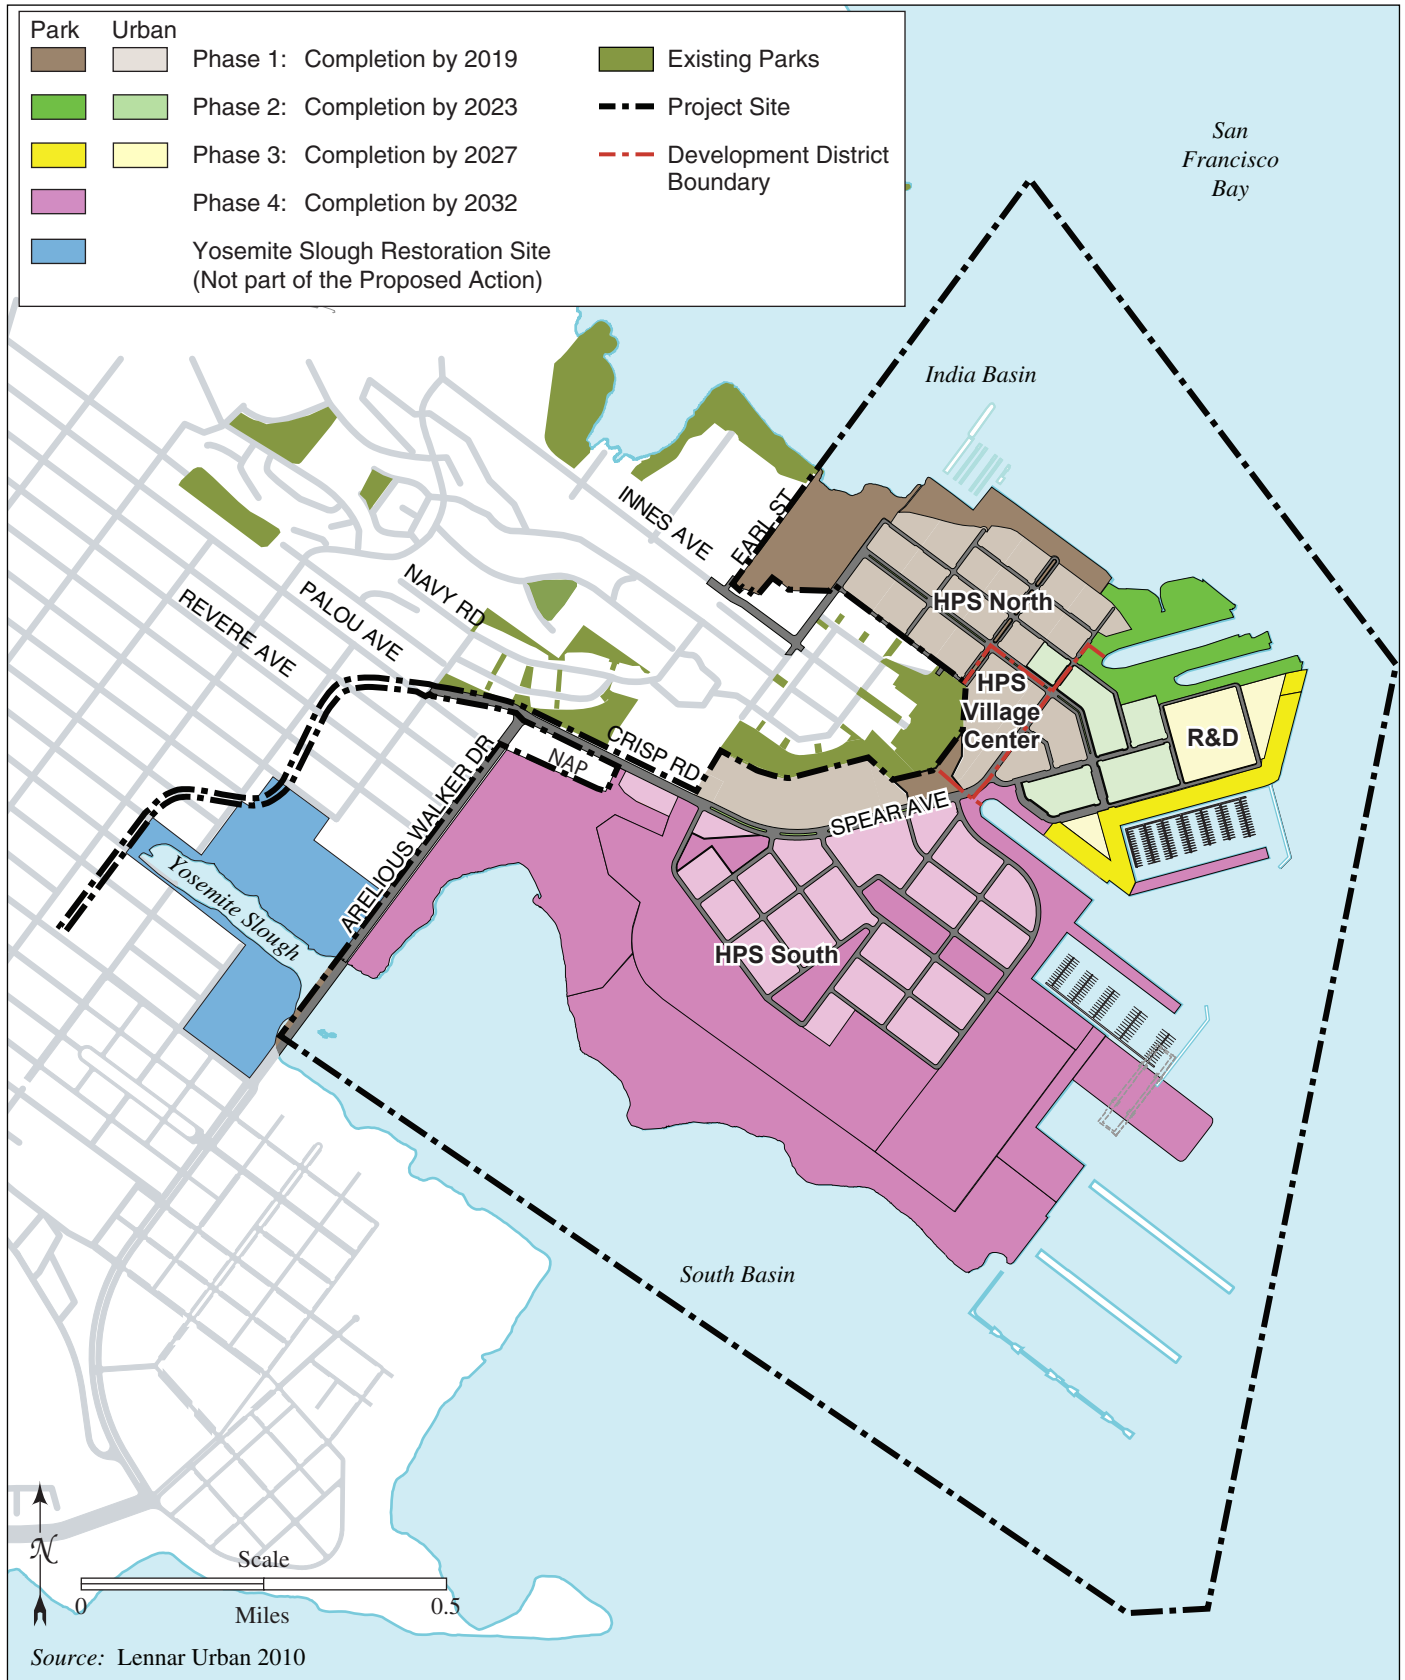 Park Urban
Phase 1: Completion by 2019
Phase 2: Completion by 2023
Phase 3: Completion by 2027
Phase 4: Completion by 2032
Yosemite Slough Restoration Site
(Not part of the Proposed Action)
Existing Parks
Project Site
Development District
Boundary
San
Francisco
Bay
India Basin
INNES AVE
EARL ST
HPS North
NAVY RD
PALOU AVE
REVERE AVE
HPS
Village
Center
R&D
CRISP RD
NAP
SPEAR AVE
ARELIOUS WALKER DR
Yosemite Slough
HPS South
South Basin
N
Scale
0 0.5
Miles
Source: Lennar Urban 2010